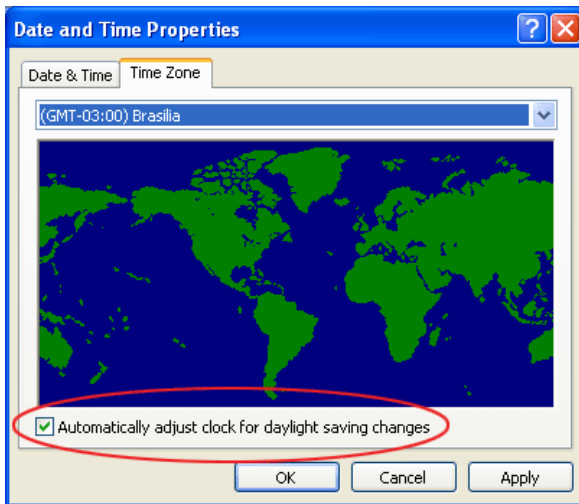 Date and Time Properties
Date & Time Time Zone
(GMT-03:00) Brasilia
Automatically adjust clock for daylight saving changes
OK Cancel Apply